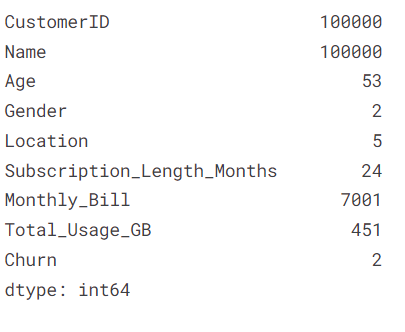 CustomerID 100000
Name 100000
Age 53
Gender 2
Location 5
Subscription_Length_Months 24
Monthly_Bill 7001
Total_Usage_GB 451
Churn 2
dtype: int64